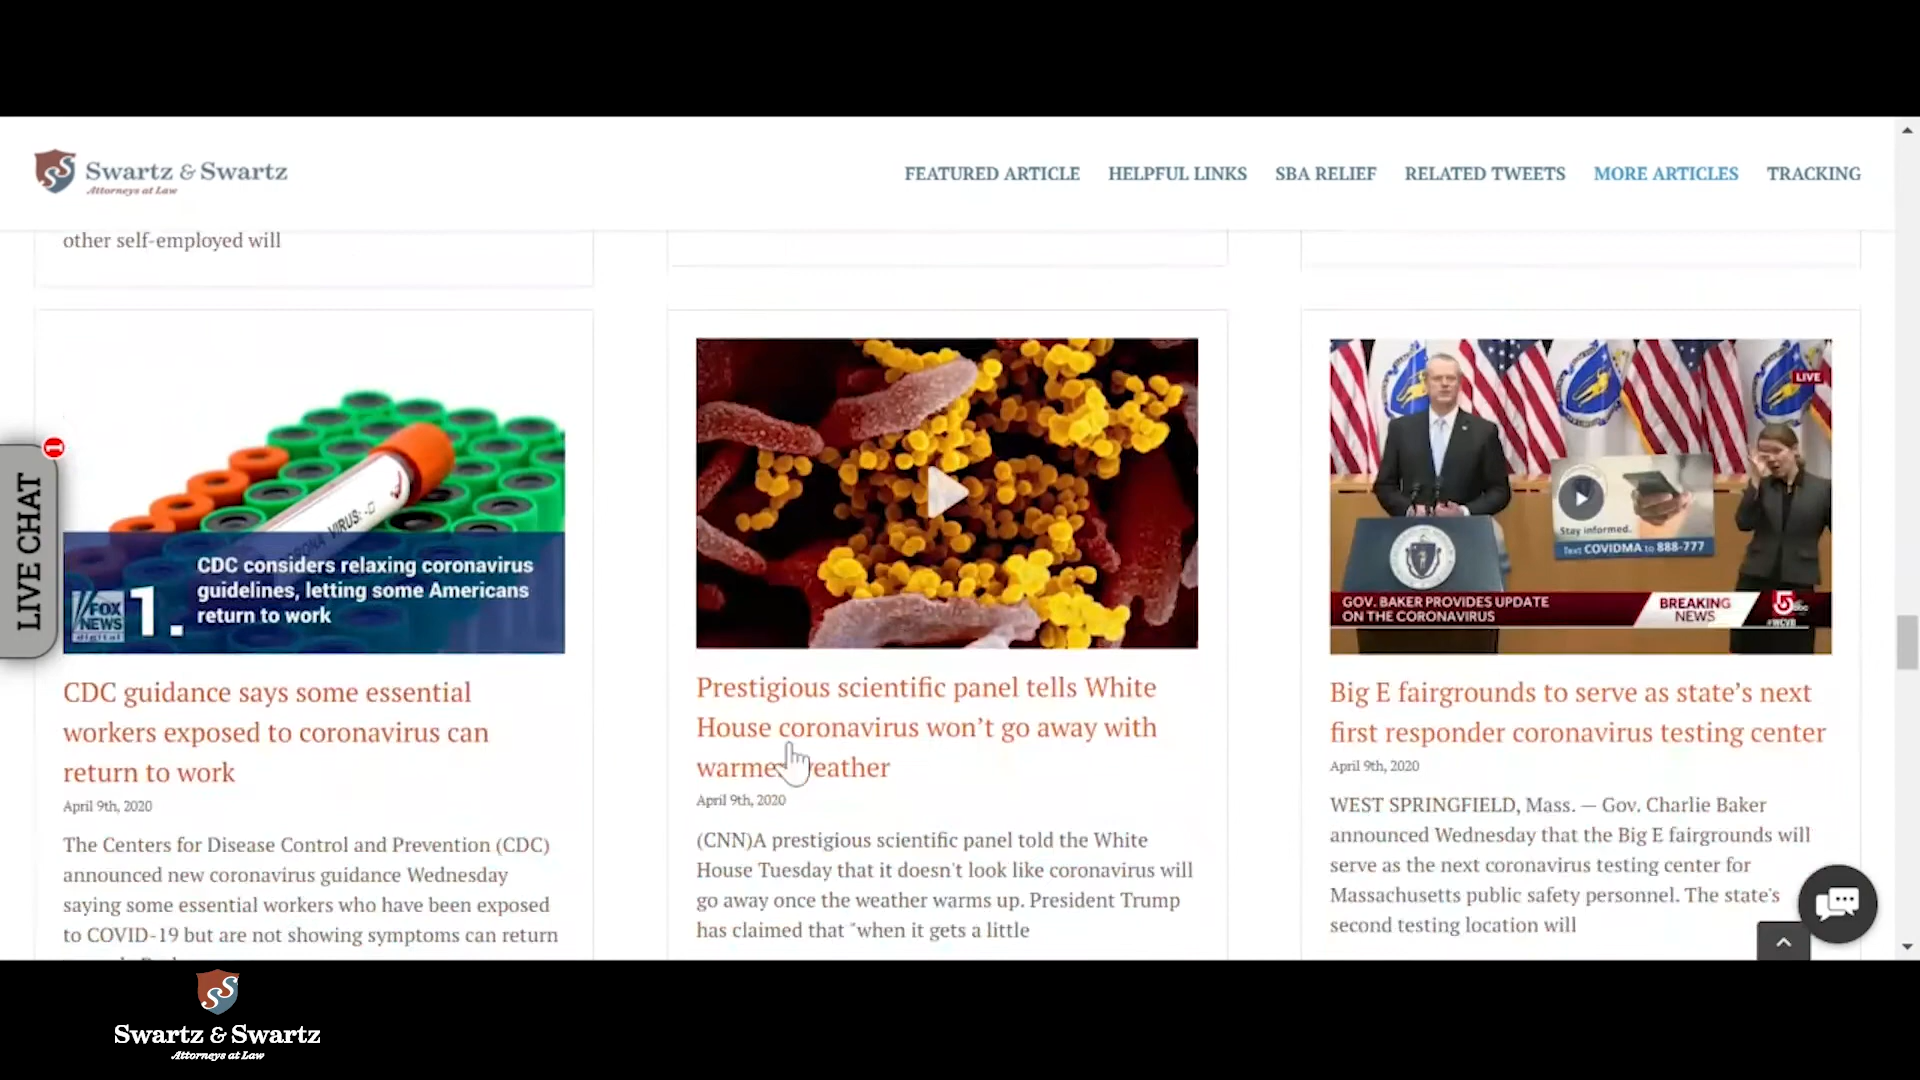 Swartz & Swartz
Attorneys at Law
FEATURED ARTICLE
HELPFUL LINKS
SBA RELIEF
RELATED TWEETS
MORE ARTICLES
TRACKING
other self-employed will
LIVE CHAT
1
VIRUS:
FOX
NEWS
digital
1.
CDC considers relaxing coronavirus
guidelines, letting some Americans
return to work
CDC guidance says some essential
workers exposed to coronavirus can
return to work
April 9th, 2020
The Centers for Disease Control and Prevention (CDC)
announced new coronavirus guidance Wednesday
saying some essential workers who have been exposed
to COVID-19 but are not showing symptoms can return
Prestigious scientific panel tells White
House coronavirus won’t go away with
warmer weather
April 9th, 2020
(CNN)A prestigious scientific panel told the White
House Tuesday that it doesn't look like coronavirus will
go away once the weather warms up. President Trump
has claimed that "when it gets a little
LIVE
Stay informed.
Text COVIDMA to 888-777
GOV. BAKER PROVIDES UPDATE
ON THE CORONAVIRUS
BREAKING
NEWS
5 abc
#WCVB
Big E fairgrounds to serve as state’s next
first responder coronavirus testing center
April 9th, 2020
WEST SPRINGFIELD, Mass. — Gov. Charlie Baker
announced Wednesday that the Big E fairgrounds will
serve as the next coronavirus testing center for
Massachusetts public safety personnel. The state's
second testing location will
Swartz & Swartz
Attorneys at Law